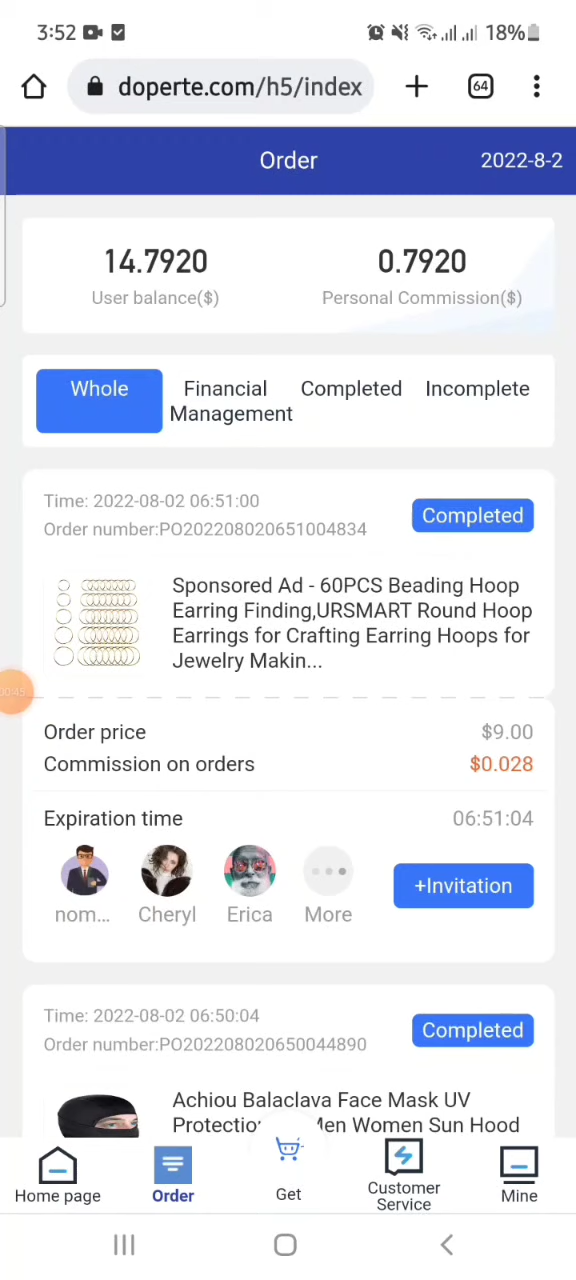 3:52
18%
doperte.com/h5/index
64
Order
2022-8-2
14.7920
0.7920
User balance($)
Personal Commission($)
Whole
Financial Management
Completed
Incomplete
Time: 2022-08-02 06:51:00
Order number:PO202208020651004834
Completed
Sponsored Ad - 60PCS Beading Hoop
Earring Finding,URSMART Round Hoop
Earrings for Crafting Earring Hoops for
Jewelry Makin...
00:45
Order price
$9.00
Commission on orders
$0.028
Expiration time
06:51:04
nom...
Cheryl
Erica
More
+Invitation
Time: 2022-08-02 06:50:04
Order number:PO202208020650044890
Completed
Achiou Balaclava Face Mask UV
Men Women Sun Hood
Home page
Order
Get
Customer Service
Mine